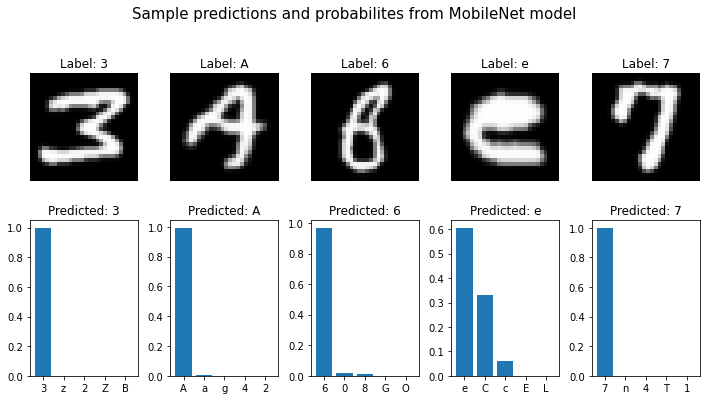 Sample predictions and probabilites from MobileNet model
Label: 3 Label: A Label: 6 Label: e Label: 7
3 A 6 e 7
Predicted: 3 Predicted: A Predicted: 6 Predicted: e Predicted: 7
1.0 1.0 1.0 0.6 1.0
0.8 0.8 0.8 0.5 0.8
0.6 0.6 0.6 0.4 0.6
0.4 0.4 0.4 0.3 0.4
0.2 0.2 0.2 0.2 0.2
0.0 0.0 0.0 0.1 0.0
0.0
3 z 2 Z B A a g 4 2 6 0 8 G O e C c E L 7 n 4 T 1